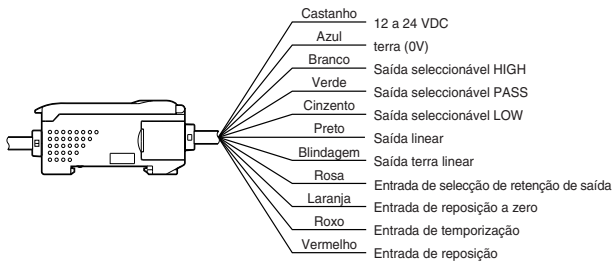 Castanho 12 a 24 VDC
Azul terra (0V)
Branco Saída seleccionável HIGH
Verde Saída seleccionável PASS
Cinzento Saída seleccionável LOW
Preto Saída linear
Blindagem Saída terra linear
Rosa Entrada de selecção de retenção de saída
Laranja Entrada de reposição a zero
Roxo Entrada de temporização
Vermelho Entrada de reposição